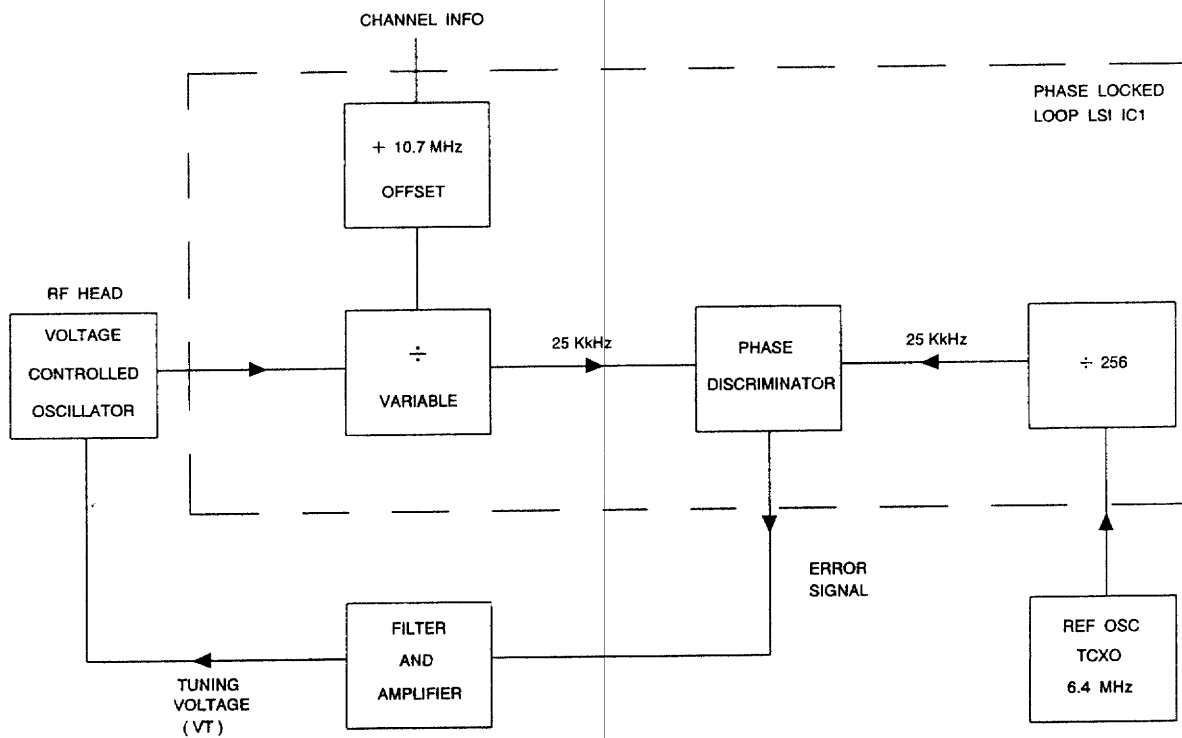 CHANNEL INFO
PHASE LOCKED
LOOP LSI IC1
+ 10.7 MHz
OFFSET
RF HEAD
VOLTAGE
CONTROLLED
OSCILLATOR
÷
VARIABLE
25 KkHz
PHASE
DISCRIMINATOR
25 KkHz
÷ 256
ERROR
SIGNAL
FILTER
AND
AMPLIFIER
TUNING
VOLTAGE
( VT )
REF OSC
TCXO
6.4 MHz